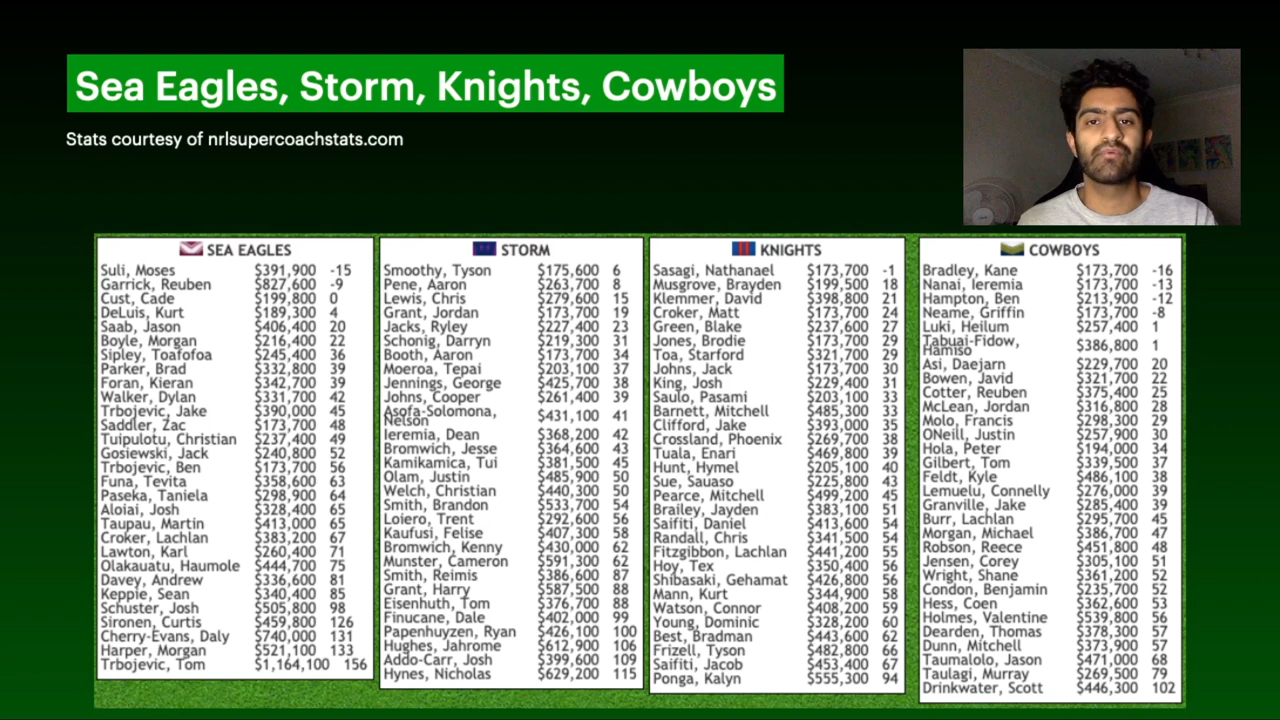 Sea Eagles, Storm, Knights, Cowboys
Stats courtesy of nrlsupercoachstats.com
SEA EAGLES
Suli, Moses $391,900 -15
Garrick, Reuben $827,600 -9
Cust, Cade $199,800 0
DeLuis, Kurt $189,300 4
Saab, Jason $406,400 20
Boyle, Morgan $216,400 22
Sipley, Toafofoa $245,400 36
Parker, Brad $332,800 39
Foran, Kieran $342,700 39
Walker, Dylan $331,700 42
Trbojevic, Jake $390,000 45
Saddler, Zac $173,700 48
Tuipulotu, Christian $237,400 49
Gosiewski, Jack $240,800 52
Trbojevic, Ben $173,700 56
Funa, Tevita $358,600 63
Paseka, Taniela $298,900 64
Aloiai, Josh $328,400 65
Taupau, Martin $413,000 65
Croker, Lachlan $383,200 67
Lawton, Karl $260,400 71
Olakauatu, Haumole $444,700 75
Davey, Andrew $336,600 81
Keppie, Sean $340,400 85
Schuster, Josh $505,800 98
Sironen, Curtis $459,800 126
Cherry-Evans, Daly $740,000 131
Harper, Morgan $521,100 133
Trbojevic, Tom $1,164,100 156
STORM
Smoothy, Tyson $175,600 6
Pene, Aaron $263,700 8
Lewis, Chris $279,600 15
Grant, Jordan $173,700 19
Jacks, Ryley $227,400 23
Schonig, Darryn $219,300 31
Booth, Aaron $173,700 34
Moeroa, Tepai $203,100 37
Jennings, George $425,700 38
Johns, Cooper $261,400 39
Asofa-Solomona,
Nelson $431,100 41
Ieremia, Dean $368,200 42
Bromwich, Jesse $364,600 43
Kamikamica, Tui $381,500 45
Olam, Justin $485,900 50
Welch, Christian $440,300 50
Smith, Brandon $533,700 54
Loiero, Trent $292,600 56
Kaufusi, Felise $407,300 58
Bromwich, Kenny $430,000 62
Munster, Cameron $591,300 62
Smith, Reimis $386,600 87
Grant, Harry $587,500 88
Eisenhuth, Tom $376,700 88
Finucane, Dale $402,000 99
Papenhuyzen, Ryan $426,100 100
Hughes, Jahrome $612,900 106
Addo-Carr, Josh $399,600 109
Hynes, Nicholas $629,200 115
KNIGHTS
Sasagi, Nathanael $173,700 -1
Musgrove, Brayden $199,500 18
Klemmer, David $398,800 21
Croker, Matt $173,700 24
Green, Blake $237,600 27
Jones, Brodie $173,700 29
Toa, Starford $321,700 29
Johns, Jack $173,700 30
King, Josh $229,400 31
Saulo, Pasami $203,100 33
Barnett, Mitchell $485,300 33
Clifford, Jake $393,000 35
Crossland, Phoenix $269,700 38
Tuala, Enari $469,800 39
Hunt, Hymel $205,100 40
Sue, Sauaso $225,800 43
Pearce, Mitchell $499,200 45
Brailey, Jayden $383,100 51
Saifiti, Daniel $413,600 54
Randall, Chris $341,500 54
Fitzgibbon, Lachlan $441,200 55
Hoy, Tex $350,400 56
Shibasaki, Gehamat $426,800 56
Mann, Kurt $344,900 58
Watson, Connor $408,200 59
Young, Dominic $328,200 60
Best, Bradman $443,600 62
Frizell, Tyson $482,800 66
Saifiti, Jacob $453,400 67
Ponga, Kalyn $555,300 94
COWBOYS
Bradley, Kane $173,700 -16
Nanai, Ieremia $173,700 -13
Hampton, Ben $213,900 -12
Neame, Griffin $173,700 -8
Luki, Heilum $257,400 1
Tabuai-Fidow,
Hamiso $386,800 1
Asi, Daejarn $229,700 20
Bowen, Javid $321,700 22
Cotter, Reuben $375,400 25
McLean, Jordan $316,800 28
Molo, Francis $298,300 29
ONeill, Justin $257,900 30
Hola, Peter $194,000 34
Gilbert, Tom $339,500 37
Feldt, Kyle $486,100 38
Lemuelu, Connelly $276,000 39
Granville, Jake $285,400 39
Burr, Lachlan $295,700 45
Morgan, Michael $386,700 47
Robson, Reece $451,800 48
Jensen, Corey $305,100 51
Wright, Shane $361,200 52
Condon, Benjamin $235,700 52
Hess, Coen $362,600 53
Holmes, Valentine $539,800 56
Dearden, Thomas $378,300 57
Dunn, Mitchell $373,900 57
Taumalolo, Jason $471,000 68
Taulagi, Murray $269,500 79
Drinkwater, Scott $446,300 102